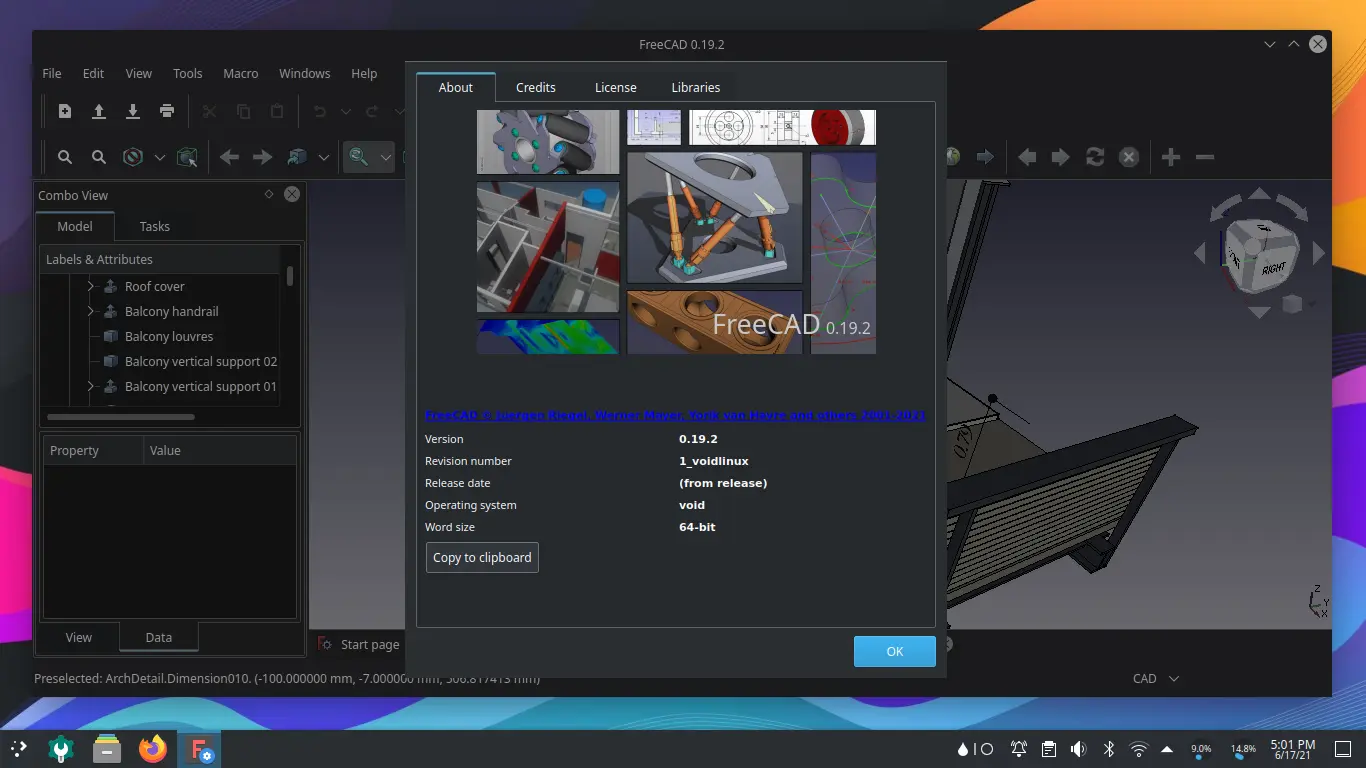 FreeCAD 0.19.2
File Edit View Tools Macro Windows Help
About Credits License Libraries
Combo View
Model Tasks
Labels & Attributes
Roof cover
Balcony handrail
Balcony louvres
Balcony vertical support 02
Balcony vertical support 01
Property Value
View Data
FreeCAD 0.19.2
FreeCAD © Juergen Riegel, Werner Mayer, Yorik van Havre and others 2001-2021
Version 0.19.2
Revision number 1_voidlinux
Release date (from release)
Operating system void
Word size 64-bit
Copy to clipboard
OK
RIGHT
Z
Y
X
Start page
Preselected: ArchDetail.Dimension010. (-100.000000 mm, -7.000000 mm, 506.817413 mm)
CAD
9.0%
14.8%
5:01 PM
6/17/21